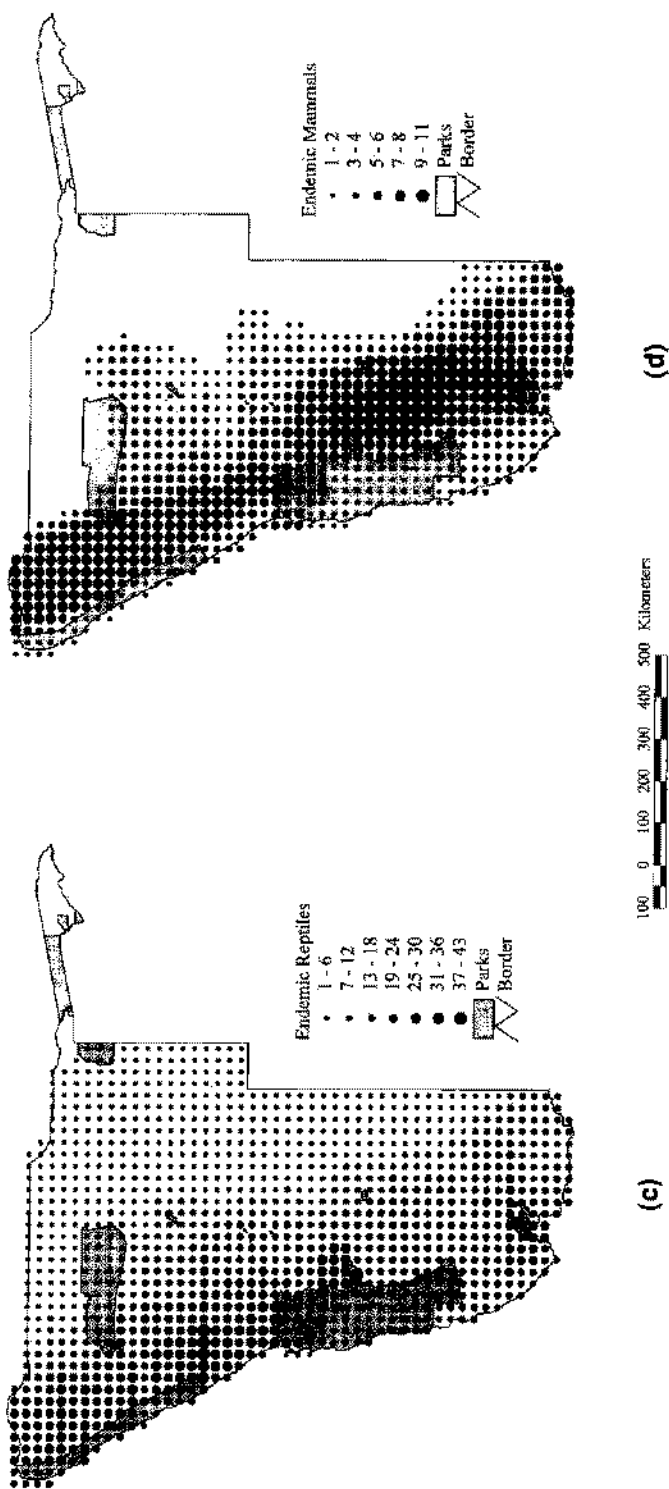 Endemic Reptiles
1 - 6
7 - 12
13 - 18
19 - 24
25 - 30
31 - 36
37 - 43
Parks
Border
(c)
Endemic Mammals
1 - 2
3 - 4
5 - 6
7 - 8
9 - 11
Parks
Border
(d)
100 0 100 200 300 400 500 Kilometers